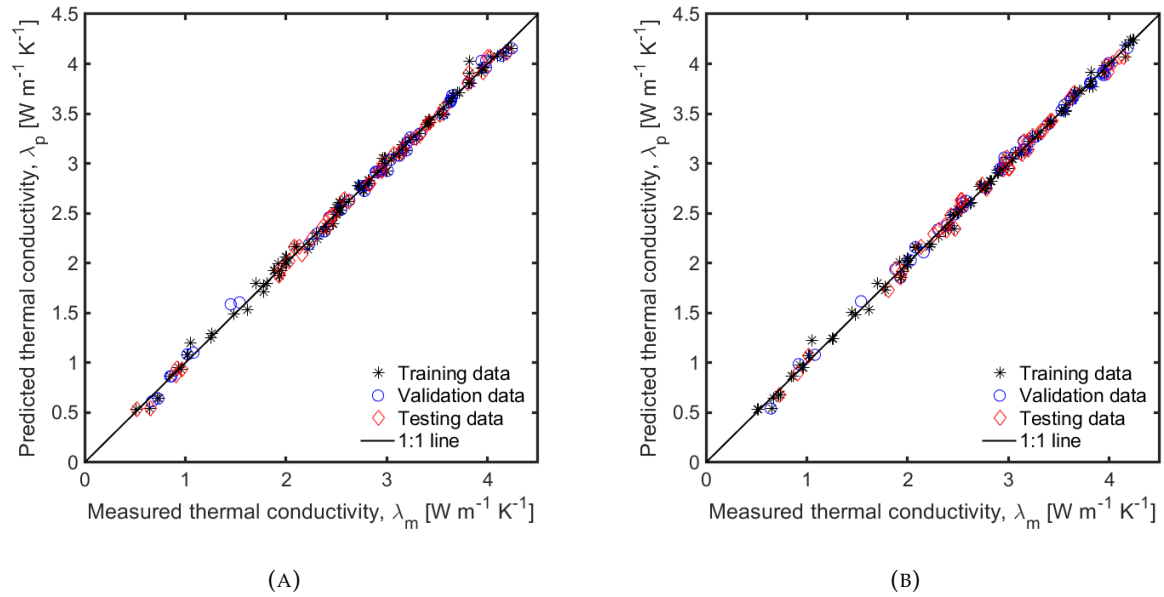 4.5
4
3.5
3
2.5
2
1.5
1
0.5
0
Predicted thermal conductivity, λp [W m-1 K-1]
0 1 2 3 4
Measured thermal conductivity, λm [W m-1 K-1]
Training data
Validation data
Testing data
1:1 line
(A)
4.5
4
3.5
3
2.5
2
1.5
1
0.5
0
Predicted thermal conductivity, λp [W m-1 K-1]
0 1 2 3 4
Measured thermal conductivity, λm [W m-1 K-1]
Training data
Validation data
Testing data
1:1 line
(B)